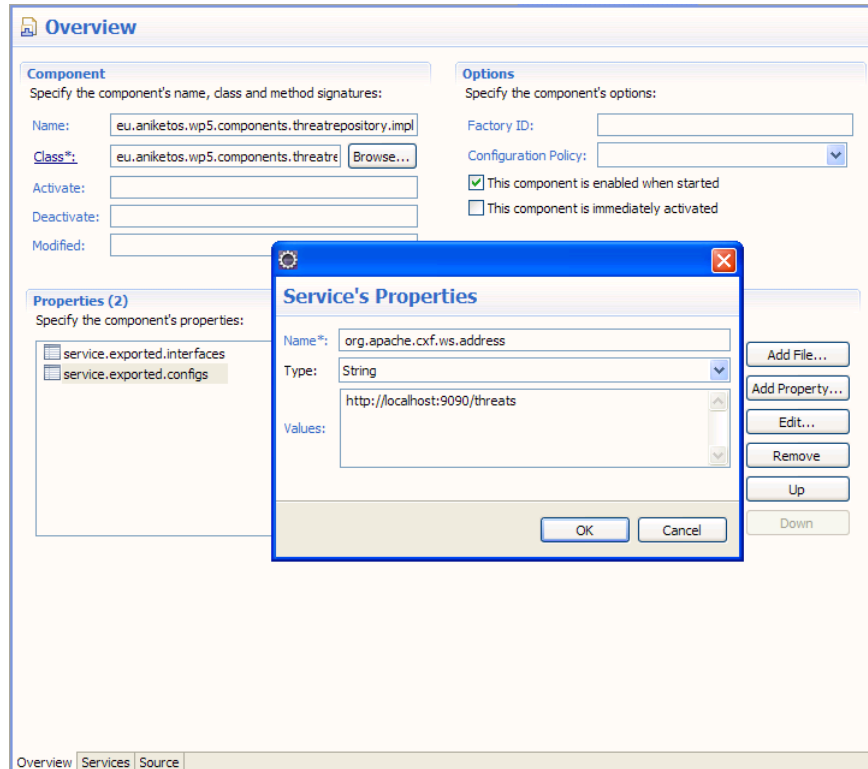 Overview
Component
Specify the component's name, class and method signatures:
Name: eu.aniketos.wp5.components.threatrepository.impl
Class*: eu.aniketos.wp5.components.threatre Browse...
Activate:
Deactivate:
Modified:
Options
Specify the component's options:
Factory ID:
Configuration Policy:
This component is enabled when started
This component is immediately activated
Properties (2)
Specify the component's properties:
service.exported.interfaces
service.exported.configs
Service's Properties
Name*: org.apache.cxf.ws.address
Type: String
Values: http://localhost:9090/threats
OK Cancel
Add File...
Add Property...
Edit...
Remove
Up
Down
Overview Services Source